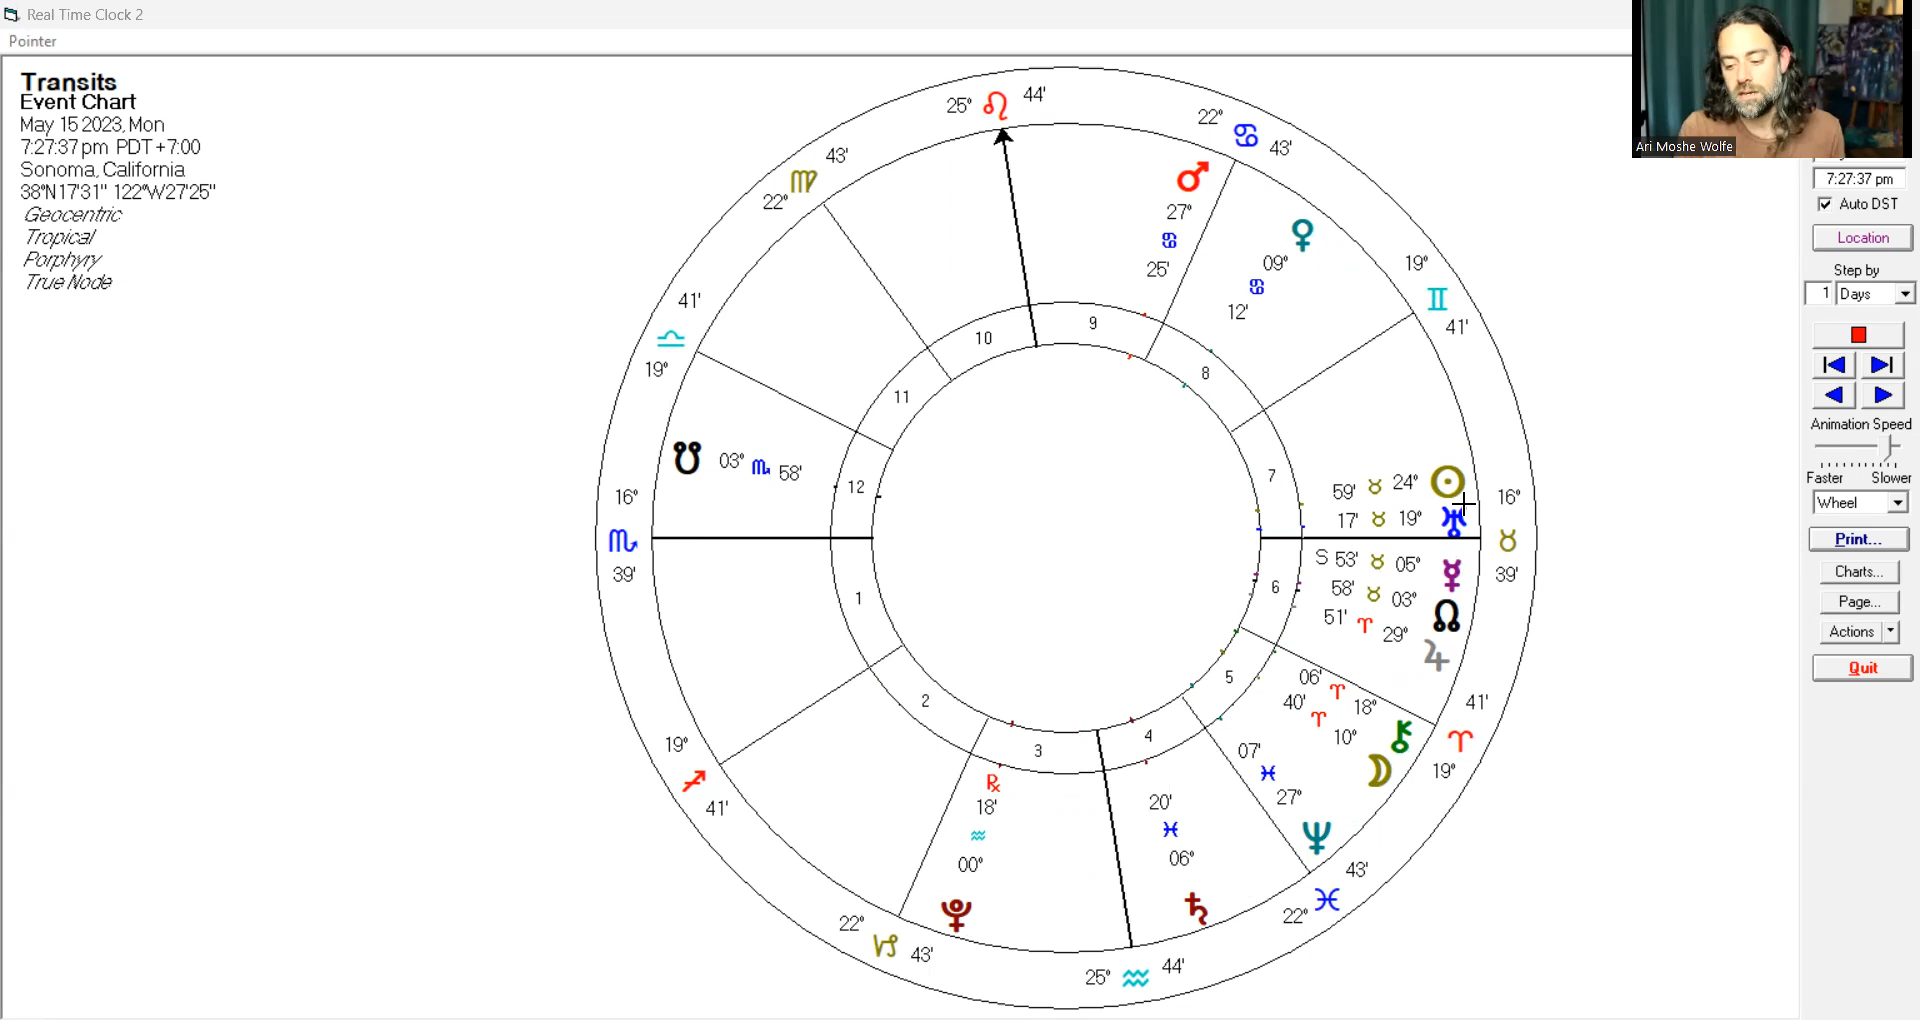 Real Time Clock 2
Pointer
Transits
Event Chart
May 15 2023, Mon
7:27:37 pm PDT +7:00
Sonoma, California
38°N17'31" 122°W27'25"
Geocentric
Tropical
Porphyry
True Node
25° ♌ 44'
22° ♋ 43'
43' ♍ 22°
♂ 27° ♋ 25'
♀ 09° ♋ 12'
19° ♊ 41'
41' ♎ 19°
10
9
8
11
☋ 03° ♏ 58'
12
7
59' ♉ 24° ☉
17' ♉ 19° ♅
16° ♏ 39'
16° ♉ 39'
S 53' ♉ 05° ☿
58' ♉ 03° ☊
51' ♈ 29° ♃
1
6
5
06' ♈ 18° ⚷
40' ♈ 10° ☽
41' ♈ 19°
2
3
4
07' ♓ 27° ♆
19° ♐ 41'
℞ 18' ♒ 00° ♇
20' ♓ 06° ♄
22° ♑ 43'
22° ♓ 43'
25° ♒ 44'
Ari Moshe Wolfe
7:27:37 pm
Auto DST
Location
Step by
1 Days
Animation Speed
Faster Slower
Wheel
Print...
Charts...
Page...
Actions
Quit